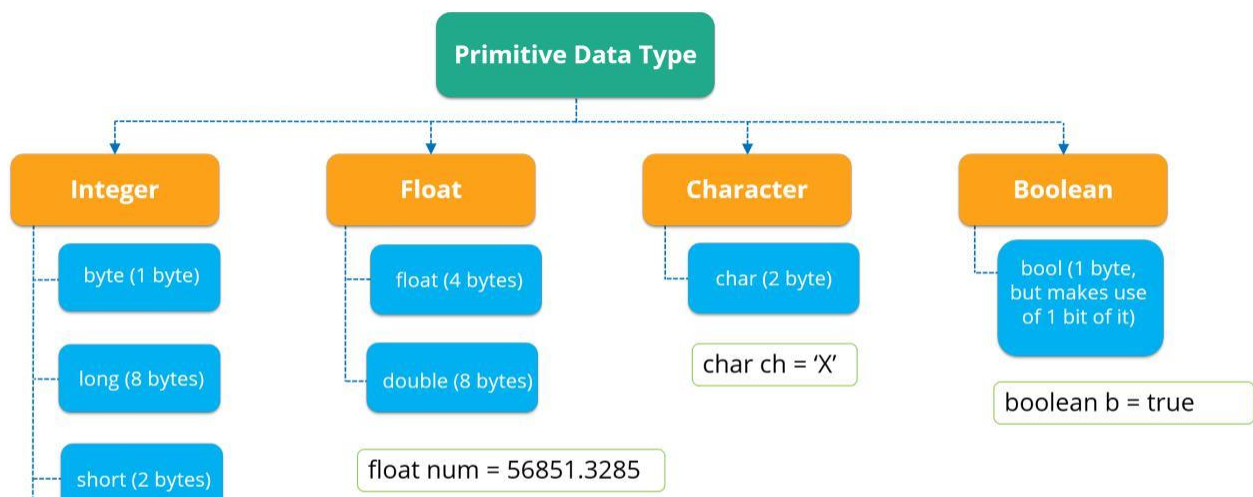 Primitive Data Type
Integer
Float
Character
Boolean
byte (1 byte)
float (4 bytes)
char (2 byte)
bool (1 byte,
but makes use
of 1 bit of it)
long (8 bytes)
double (8 bytes)
char ch = ‘X’
boolean b = true
short (2 bytes)
float num = 56851.3285